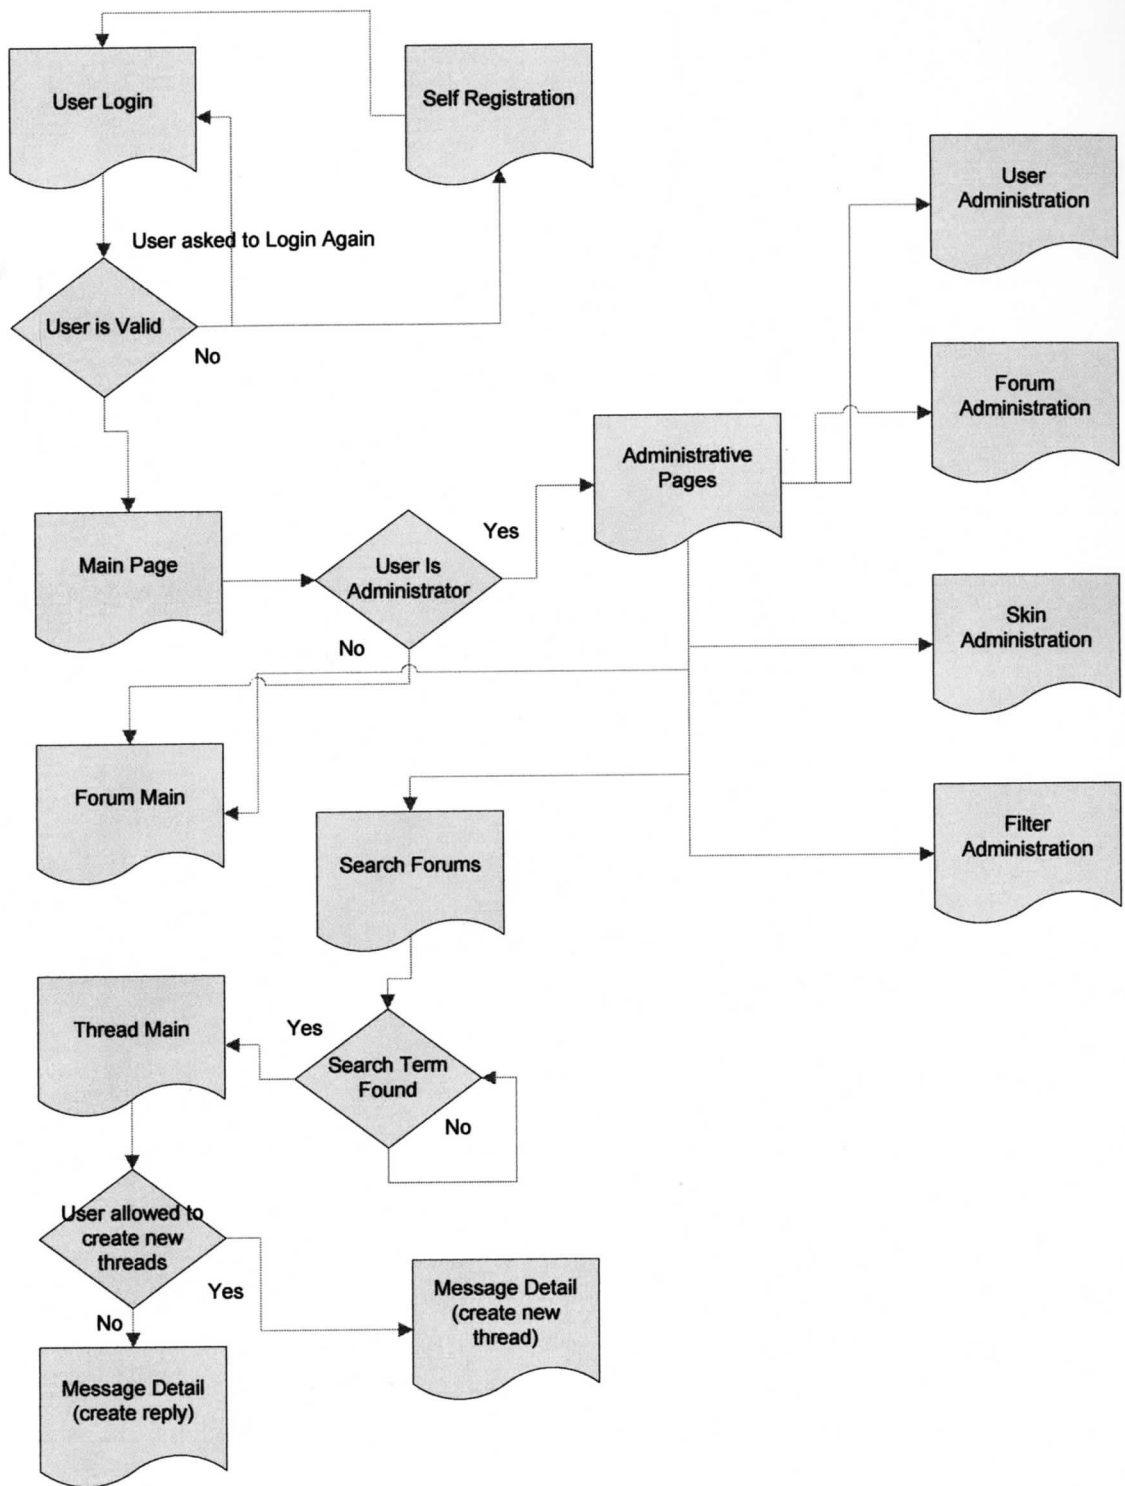 User Login
Self Registration
User
Administration
User asked to Login Again
User is Valid
No
Forum
Administration
Administrative
Pages
Yes
Main Page
User Is
Administrator
Skin
Administration
No
Forum Main
Search Forums
Filter
Administration
Thread Main
Yes
Search Term
Found
No
User allowed to
create new
threads
Yes
Message Detail
(create new
thread)
No
Message Detail
(create reply)